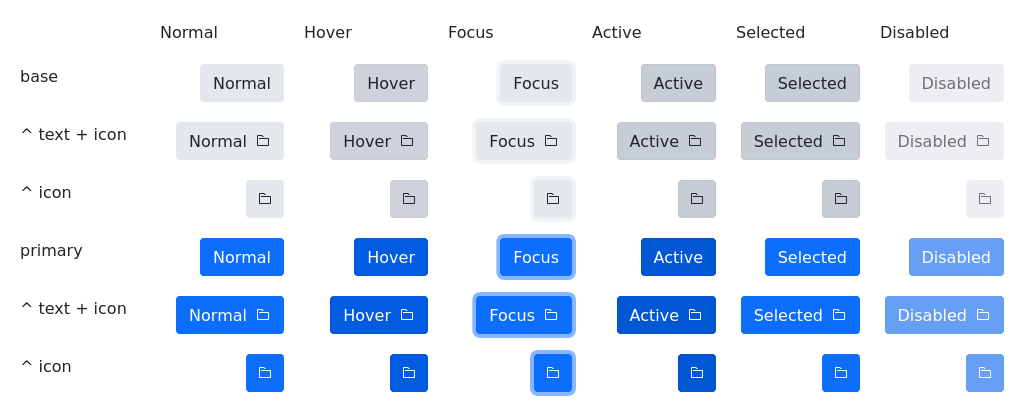 Normal Hover Focus Active Selected Disabled
base Normal Hover Focus Active Selected Disabled
^ text + icon Normal Hover Focus Active Selected Disabled
^ icon
primary Normal Hover Focus Active Selected Disabled
^ text + icon Normal Hover Focus Active Selected Disabled
^ icon